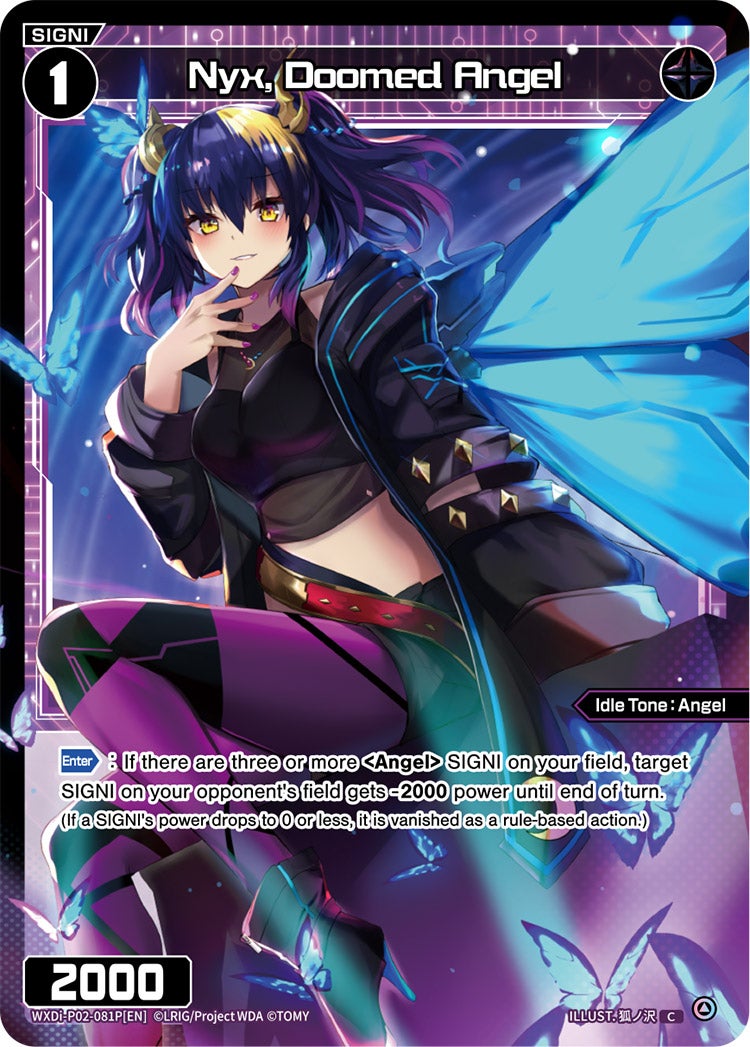 SIGNI
1
Nyx, Doomed Angel
Idle Tone : Angel
Enter : If there are three or more <Angel> SIGNI on your field, target
SIGNI on your opponent's field gets -2000 power until end of turn.
(If a SIGNI's power drops to 0 or less, it is vanished as a rule-based action.)
2000
WXDi-P02-081P[EN] ©LRIG/Project WDA ©TOMY
ILLUST. 狐ノ沢 C